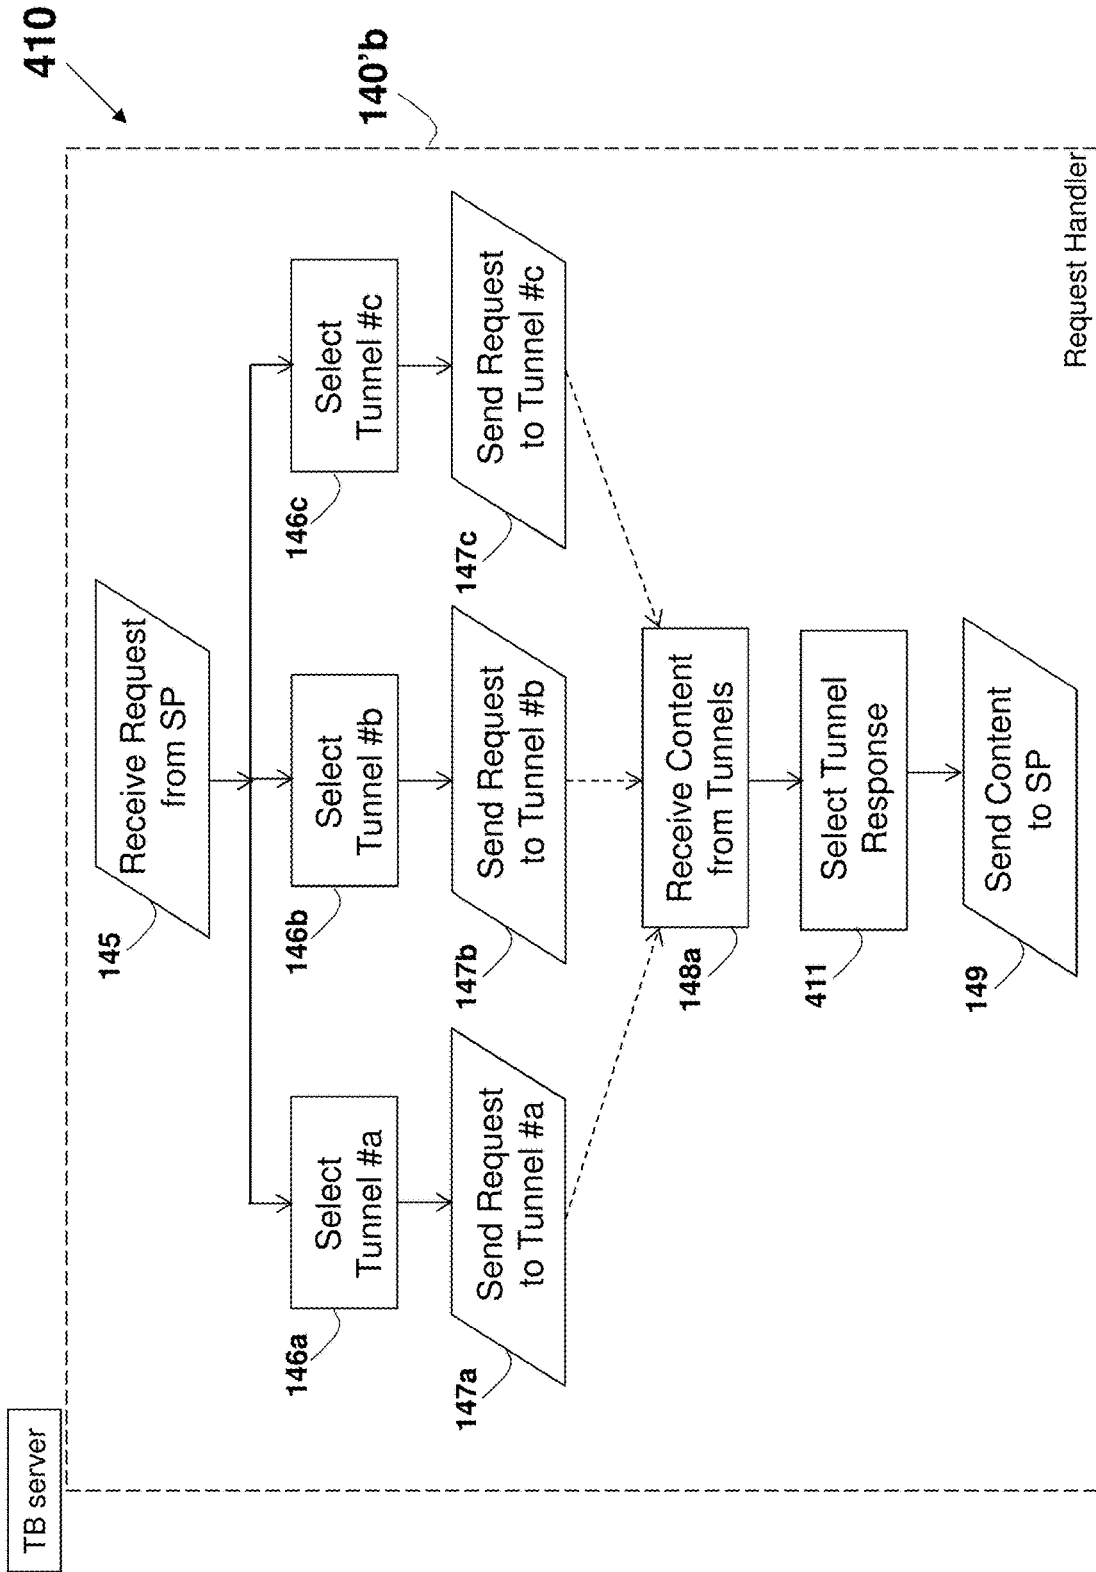 410
TB server
140'b
Receive Request
from SP
145
Select
Tunnel #a
146a
Select
Tunnel #b
146b
Select
Tunnel #c
146c
Send Request
to Tunnel #a
147a
Send Request
to Tunnel #b
147b
Send Request
to Tunnel #c
147c
Receive Content
from Tunnels
148a
Select Tunnel
Response
411
Send Content
to SP
149
Request Handler